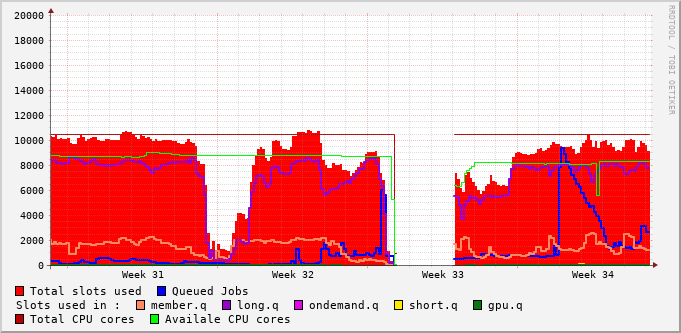 RRDTOOL / TOBI OETIKER
20000
18000
16000
14000
12000
10000
8000
6000
4000
2000
0
Week 31 Week 32 Week 33 Week 34
Total slots used Queued Jobs
Slots used in : member.q long.q ondemand.q short.q gpu.q
Total CPU cores Availale CPU cores